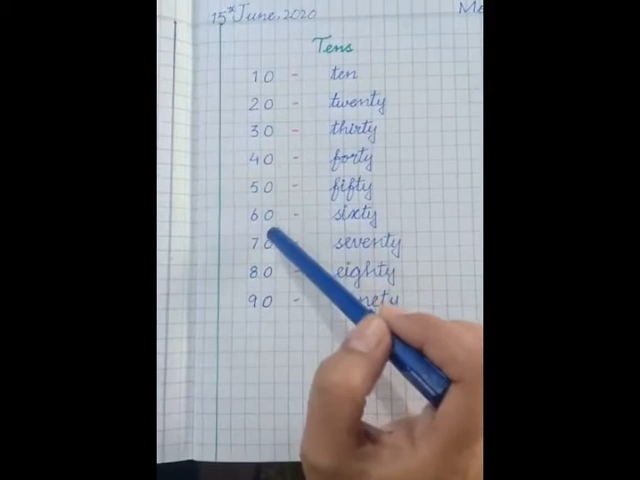 15 June, 2020
Tens
10 - ten
20 - twenty
30 - thirty
40 - forty
50 - fifty
60 - sixty
70 - seventy
80 - eighty
90 -